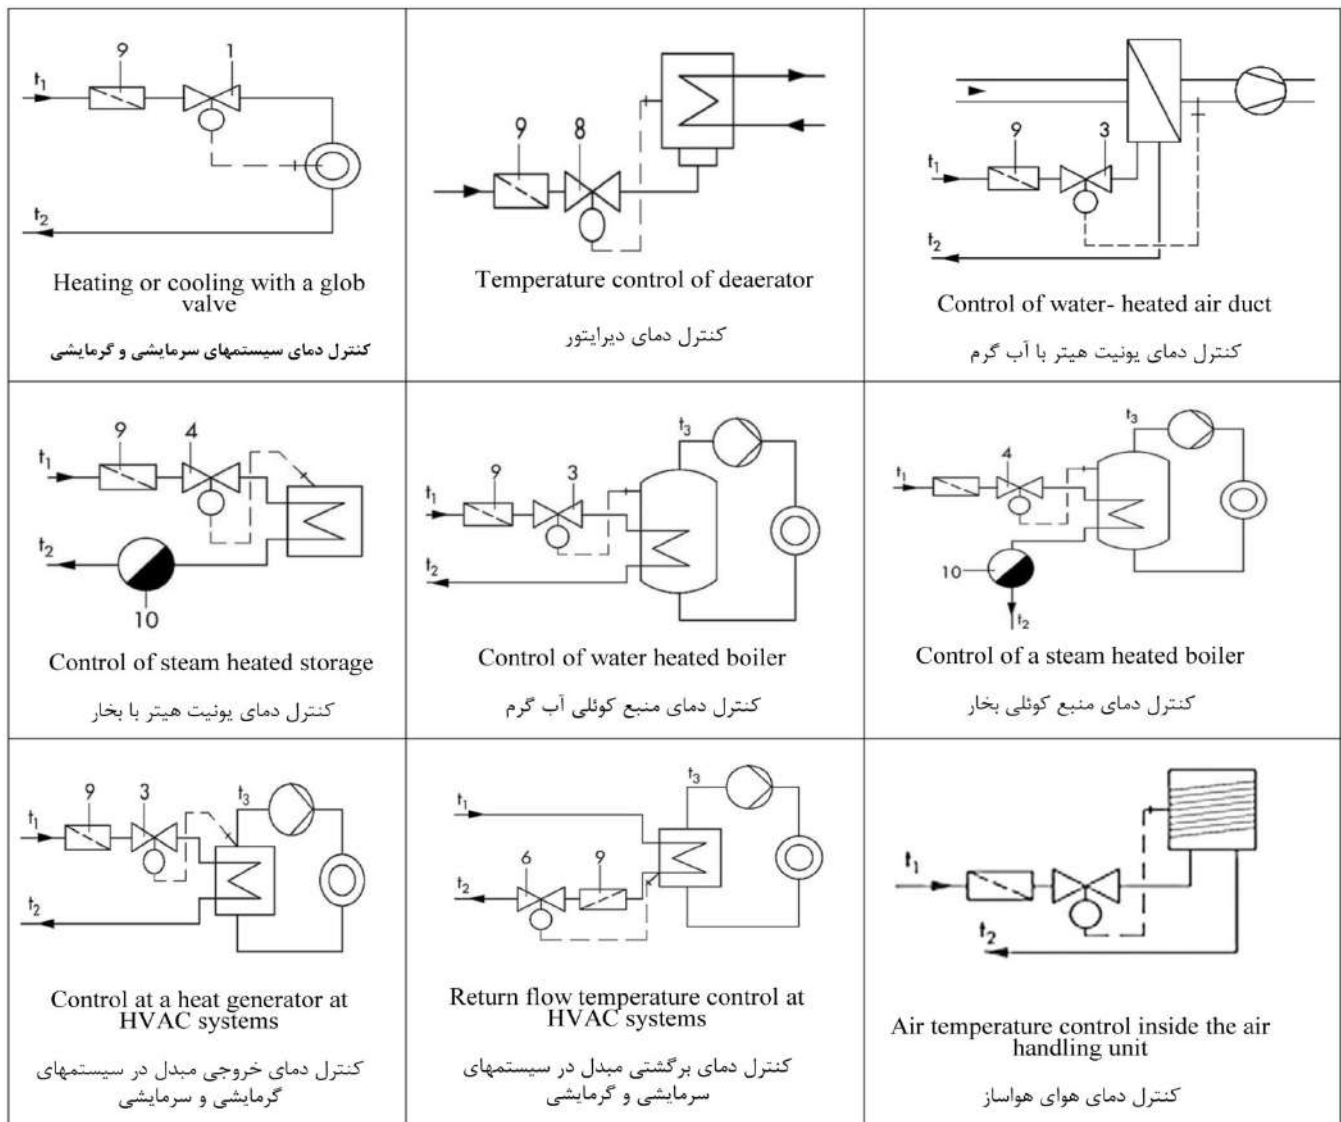 9
1
t1
t2
Heating or cooling with a glob
valve
کنترل دمای سیستمهای سرمایشی و گرمایشی
9
8
Temperature control of deaerator
کنترل دمای دیرایتور
9
3
t1
t2
Control of water- heated air duct
کنترل دمای یونیت هیتر با آب گرم
9
4
t1
t2
10
Control of steam heated storage
کنترل دمای یونیت هیتر با بخار
t3
9
3
t1
t2
Control of water heated boiler
کنترل دمای منبع کوئلی آب گرم
t3
4
t1
10
t2
Control of a steam heated boiler
کنترل دمای منبع کوئلی بخار
9
3
t3
t1
t2
Control at a heat generator at
HVAC systems
کنترل دمای خروجی مبدل در سیستمهای
گرمایشی و سرمایشی
t3
t1
6
9
t2
Return flow temperature control at
HVAC systems
کنترل دمای برگشتی مبدل در سیستمهای
سرمایشی و گرمایشی
t1
t2
Air temperature control inside the air
handling unit
کنترل دمای هوای هواساز